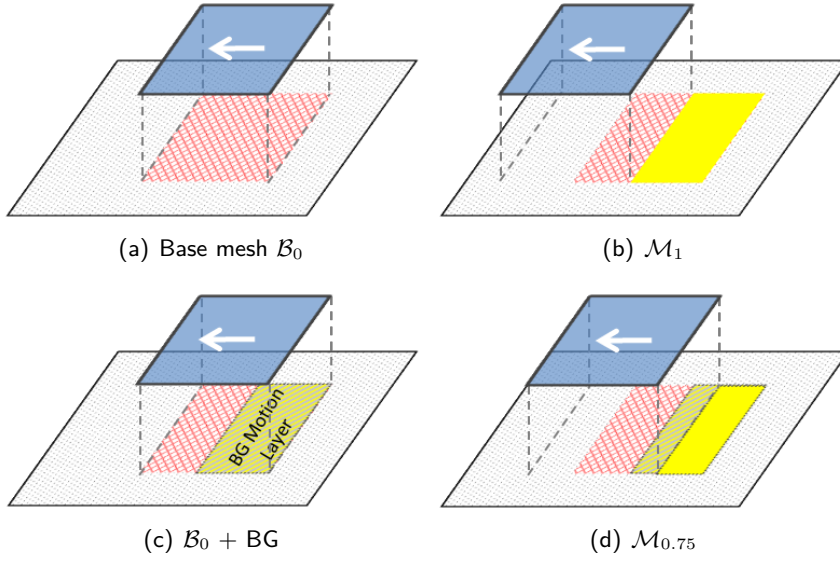 (a) Base mesh ℬ₀
(b) ℳ₁
BG Motion
Layer
(c) ℬ₀ + BG
(d) ℳ₀.₇₅